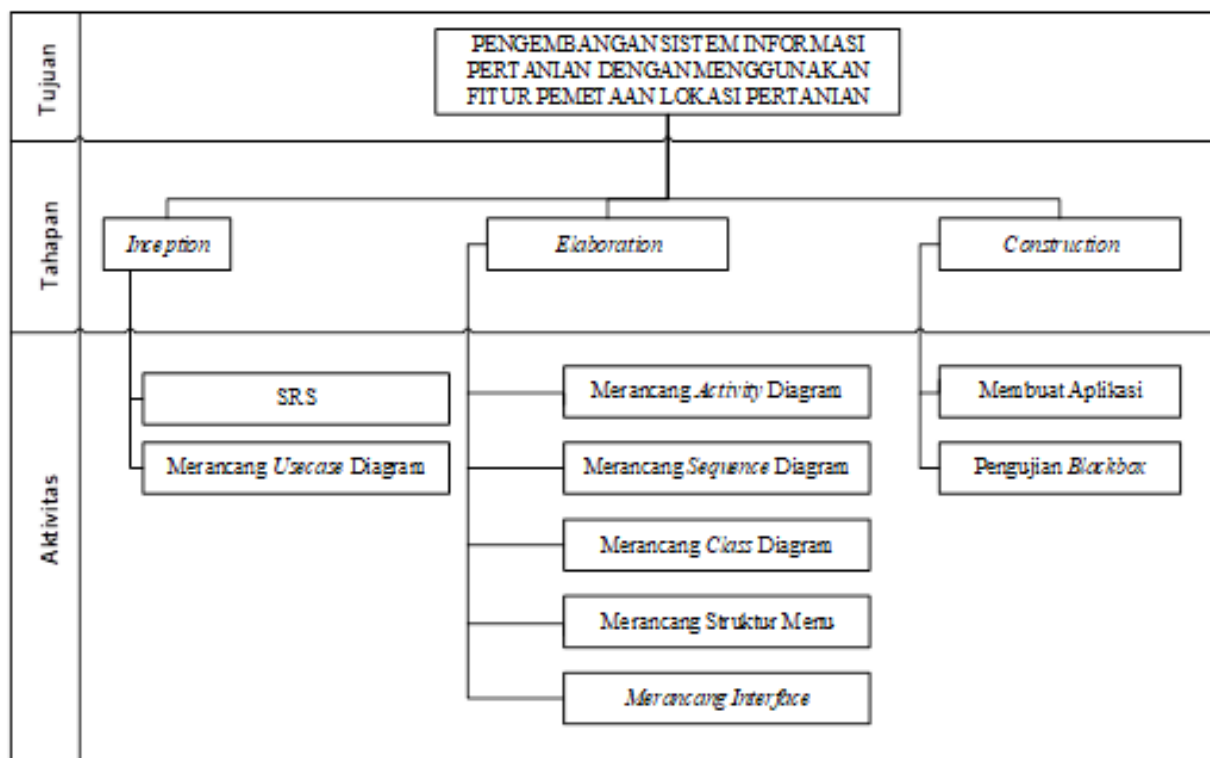 Tujuan
PENGEMBANGAN SISTEM INFORMASI
PERTANIAN DENGAN MENGGUNAKAN
FITUR PEMETAAN LOKASI PERTANIAN
Tahapan
Inception
Elaboration
Construction
Aktivitas
SRS
Merancang Usecase Diagram
Merancang Activity Diagram
Merancang Sequence Diagram
Merancang Class Diagram
Merancang Struktur Menu
Merancang Interface
Membuat Aplikasi
Pengujian Blackbox